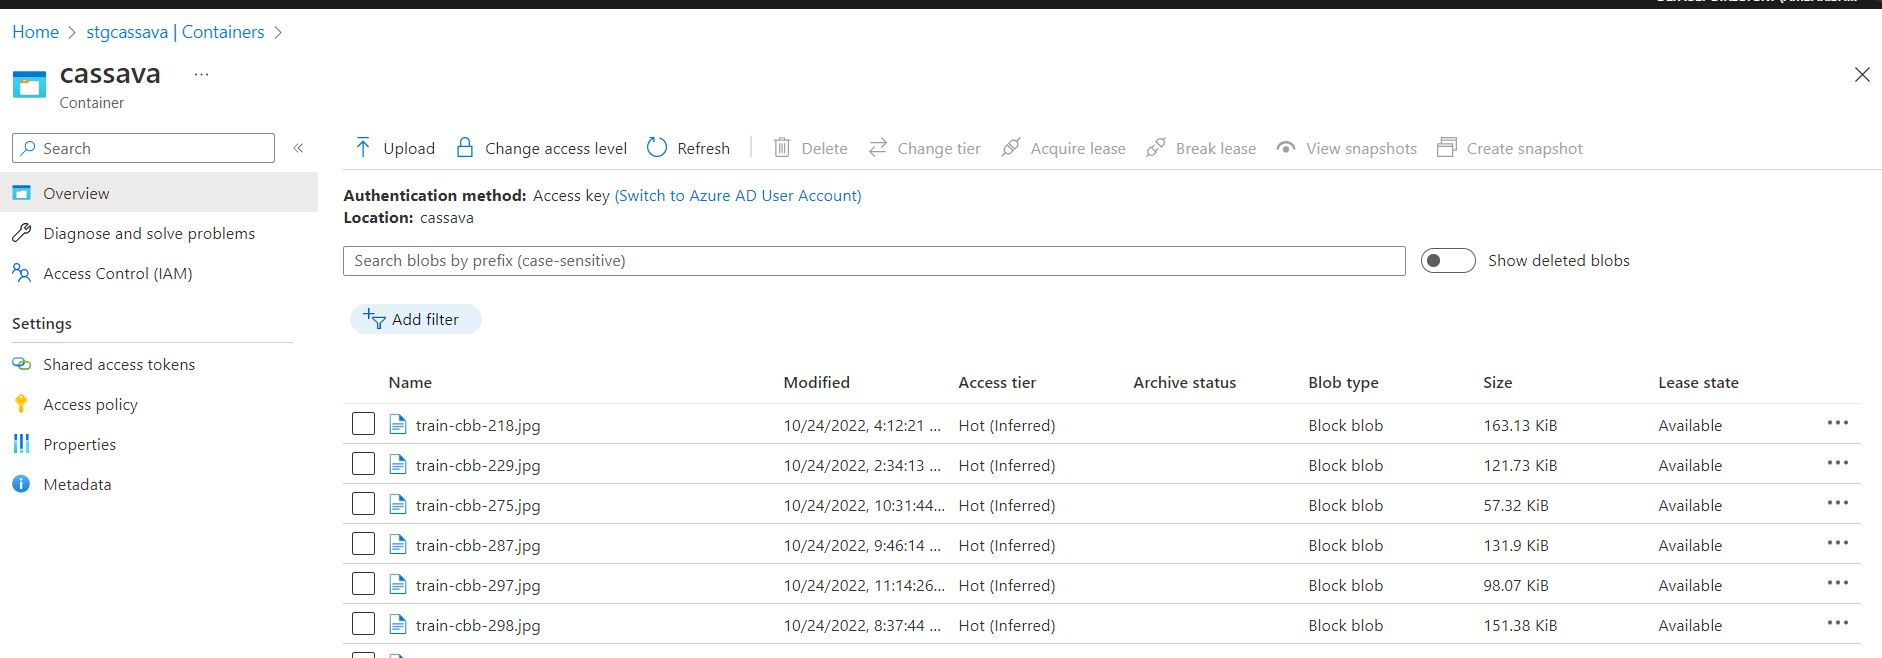 Home > stgcassava | Containers >
cassava ...
Container
Search «
Upload Change access level Refresh Delete Change tier Acquire lease Break lease View snapshots Create snapshot
Overview
Diagnose and solve problems
Access Control (IAM)
Settings
Shared access tokens
Access policy
Properties
Metadata
Authentication method: Access key (Switch to Azure AD User Account)
Location: cassava
Search blobs by prefix (case-sensitive) Show deleted blobs
Add filter
Name Modified Access tier Archive status Blob type Size Lease state
train-cbb-218.jpg 10/24/2022, 4:12:21 ... Hot (Inferred) Block blob 163.13 KiB Available ...
train-cbb-229.jpg 10/24/2022, 2:34:13 ... Hot (Inferred) Block blob 121.73 KiB Available ...
train-cbb-275.jpg 10/24/2022, 10:31:44... Hot (Inferred) Block blob 57.32 KiB Available ...
train-cbb-287.jpg 10/24/2022, 9:46:14 ... Hot (Inferred) Block blob 131.9 KiB Available ...
train-cbb-297.jpg 10/24/2022, 11:14:26... Hot (Inferred) Block blob 98.07 KiB Available ...
train-cbb-298.jpg 10/24/2022, 8:37:44 ... Hot (Inferred) Block blob 151.38 KiB Available ...